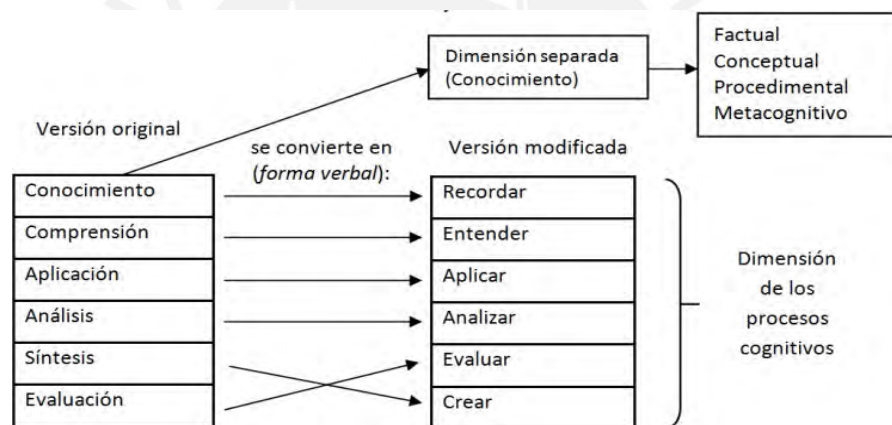 Dimensión separada
(Conocimiento)
Factual
Conceptual
Procedimental
Metacognitivo
Versión original
se convierte en
(forma verbal):
Versión modificada
Conocimiento
Comprensión
Aplicación
Análisis
Síntesis
Evaluación
Recordar
Entender
Aplicar
Analizar
Evaluar
Crear
Dimensión
de los
procesos
cognitivos